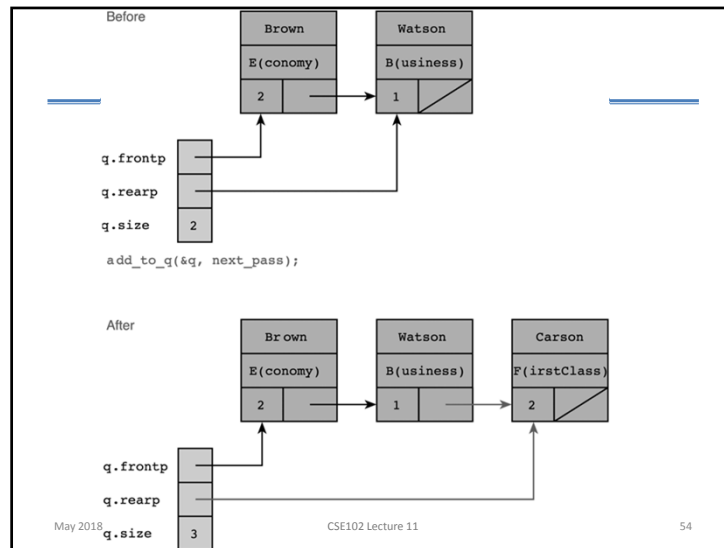 Before
Brown Watson
E(conomy) B(usiness)
2 1
q.frontp
q.rearp
q.size 2
add_to_q(&q, next_pass);
After
Brown Watson Carson
E(conomy) B(usiness) F(irstClass)
2 1 2
q.frontp
q.rearp
May 2018 CSE102 Lecture 11 54
q.size 3